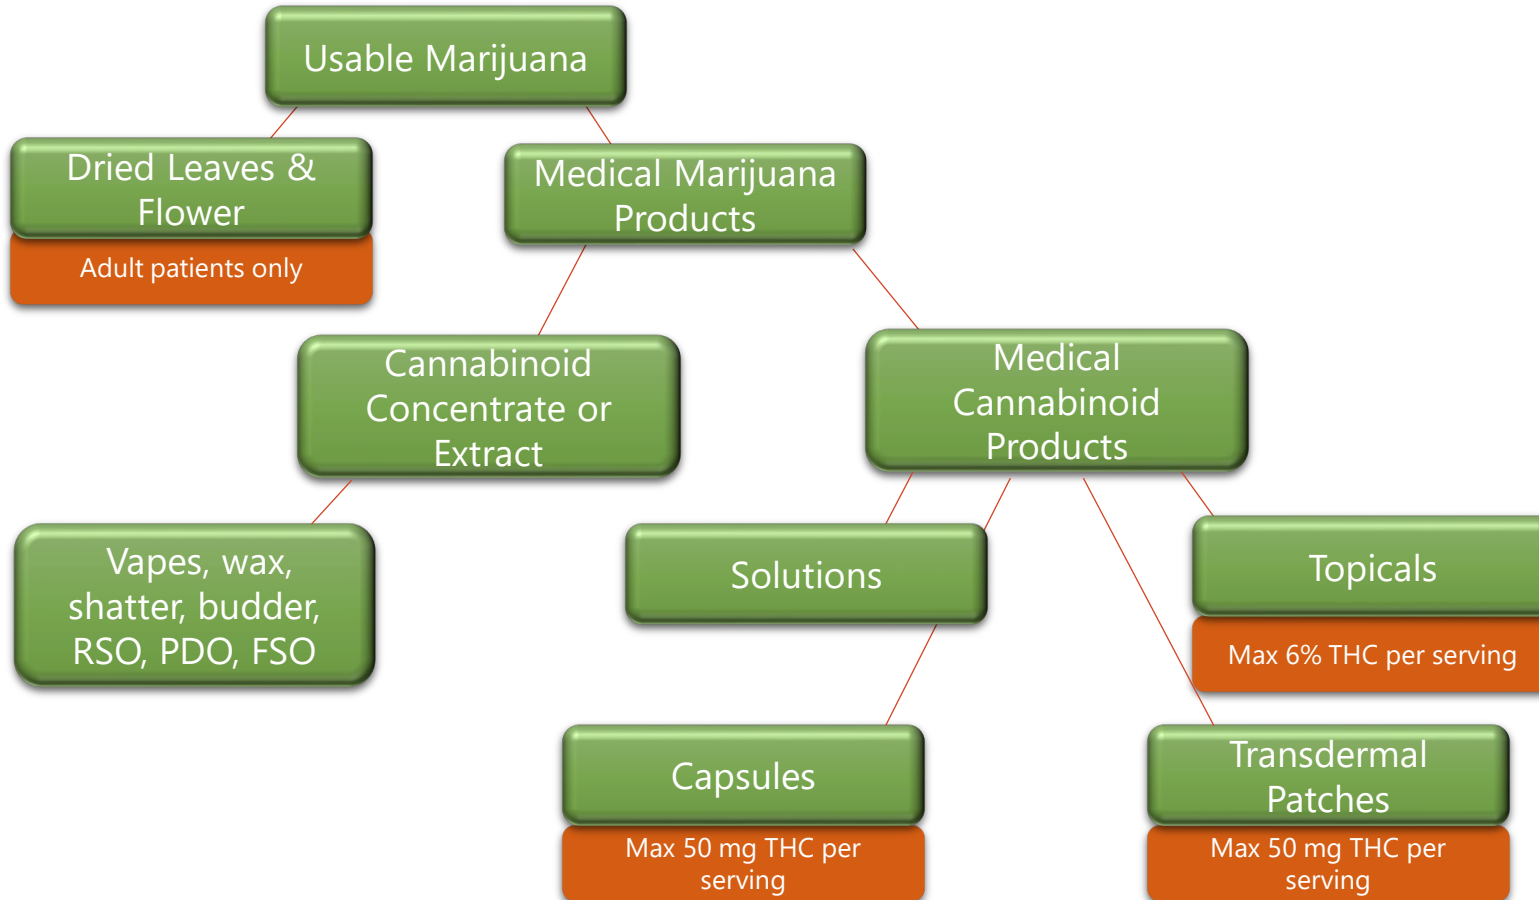 Usable Marijuana
Dried Leaves &
Flower
Adult patients only
Medical Marijuana
Products
Cannabinoid
Concentrate or
Extract
Medical
Cannabinoid
Products
Vapes, wax,
shatter, budder,
RSO, PDO, FSO
Solutions
Topicals
Max 6% THC per serving
Capsules
Max 50 mg THC per
serving
Transdermal
Patches
Max 50 mg THC per
serving